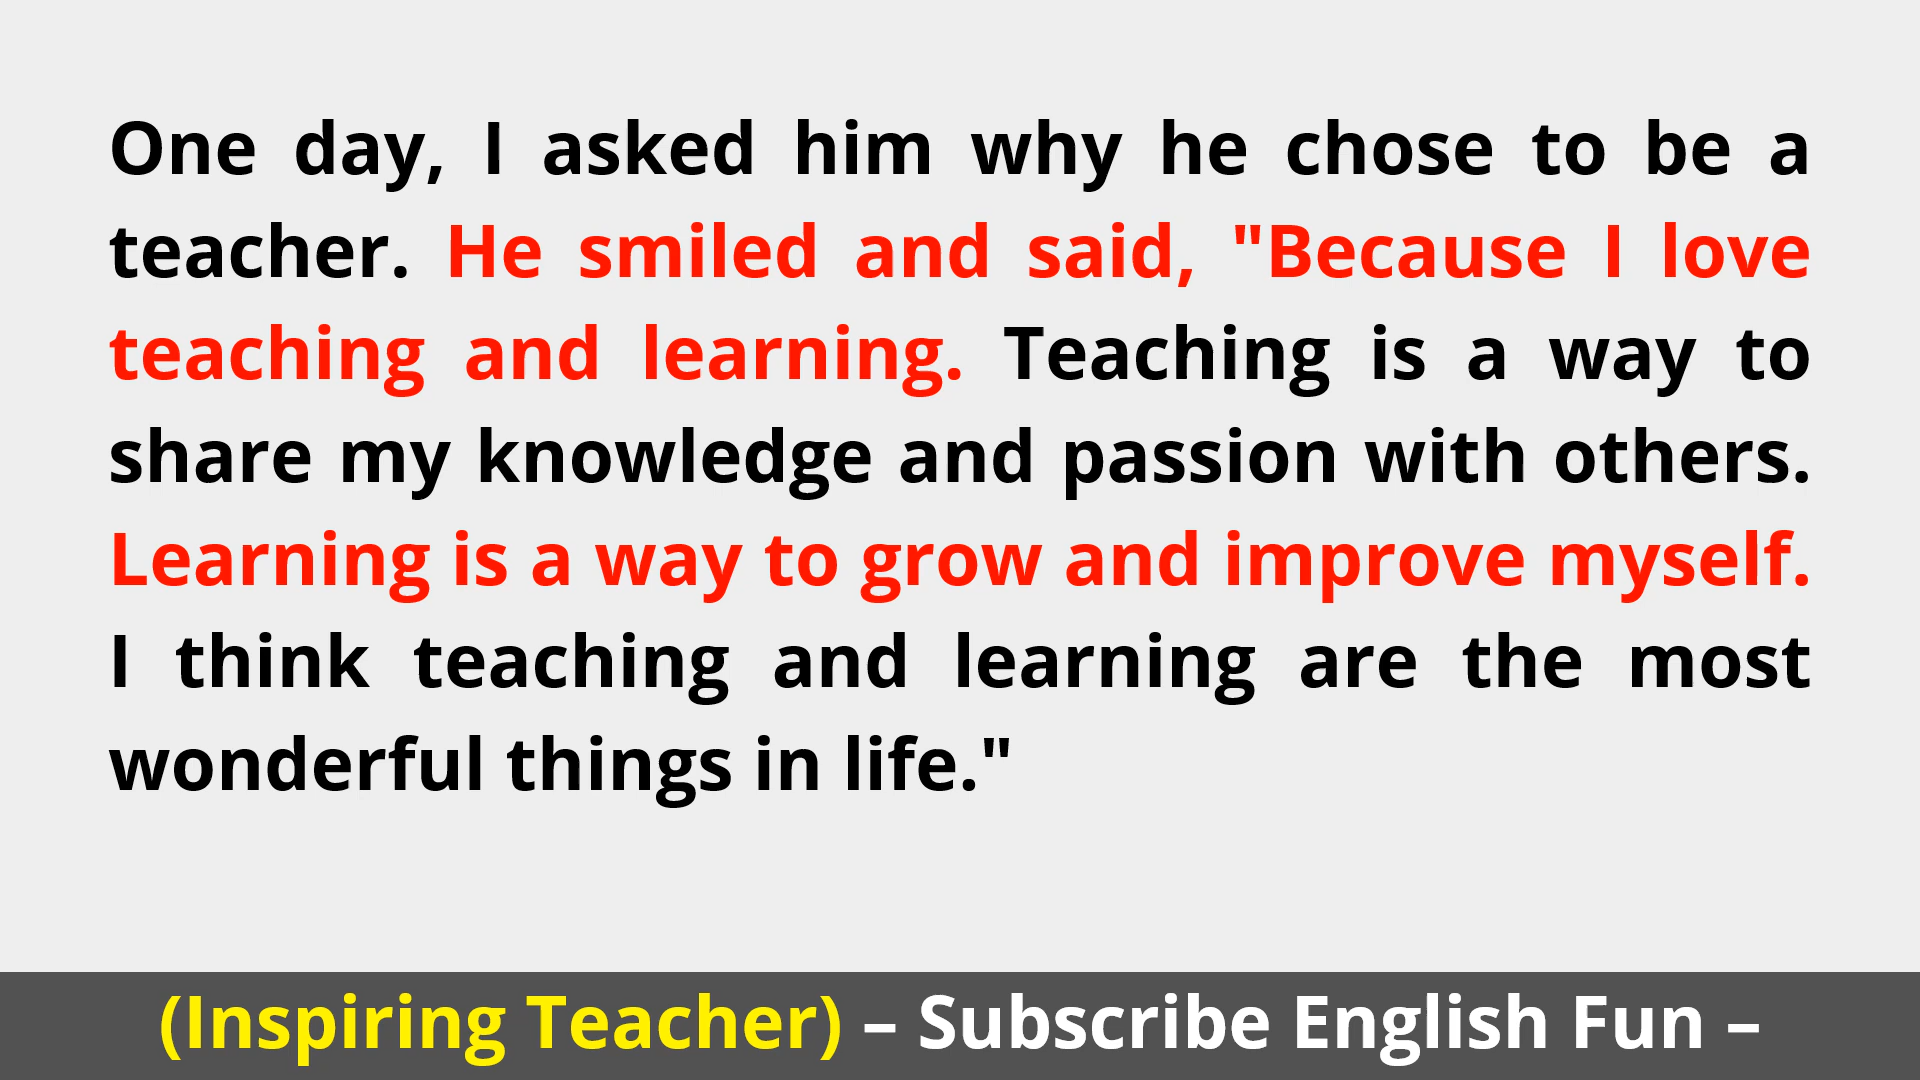 One day, I asked him why he chose to be a
teacher. He smiled and said, "Because I love
teaching and learning. Teaching is a way to
share my knowledge and passion with others.
Learning is a way to grow and improve myself.
I think teaching and learning are the most
wonderful things in life."
(Inspiring Teacher) – Subscribe English Fun –